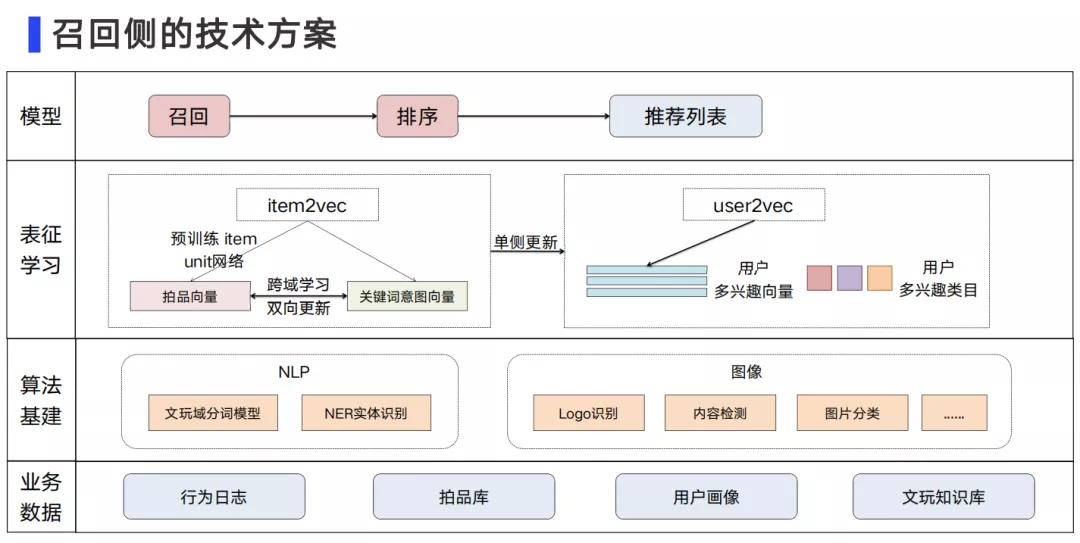 召回侧的技术方案
模型
召回
排序
推荐列表
表征
学习
item2vec
预训练 item
unit网络
拍品向量
跨域学习
双向更新
关键词意图向量
单侧更新
user2vec
用户
多兴趣向量
用户
多兴趣类目
算法
基建
NLP
文玩域分词模型
NER实体识别
图像
Logo识别
内容检测
图片分类
......
业务
数据
行为日志
拍品库
用户画像
文玩知识库